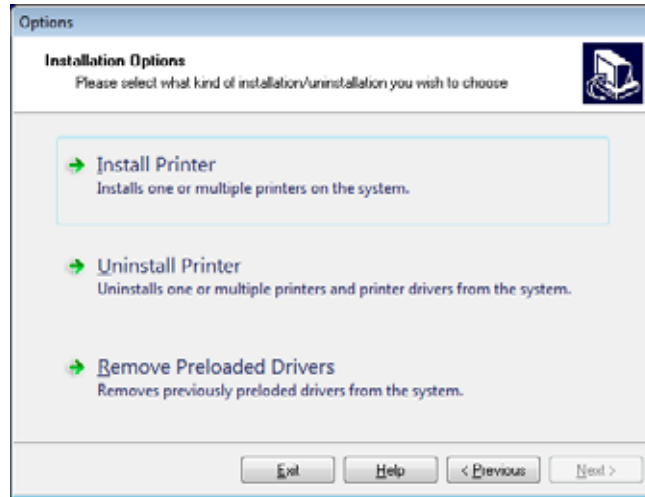 Options
Installation Options
Please select what kind of installation/uninstallation you wish to choose
Install Printer
Installs one or multiple printers on the system.
Uninstall Printer
Uninstalls one or multiple printers and printer drivers from the system.
Remove Preloaded Drivers
Removes previously preloded drivers from the system.
Exit Help < Previous Next >